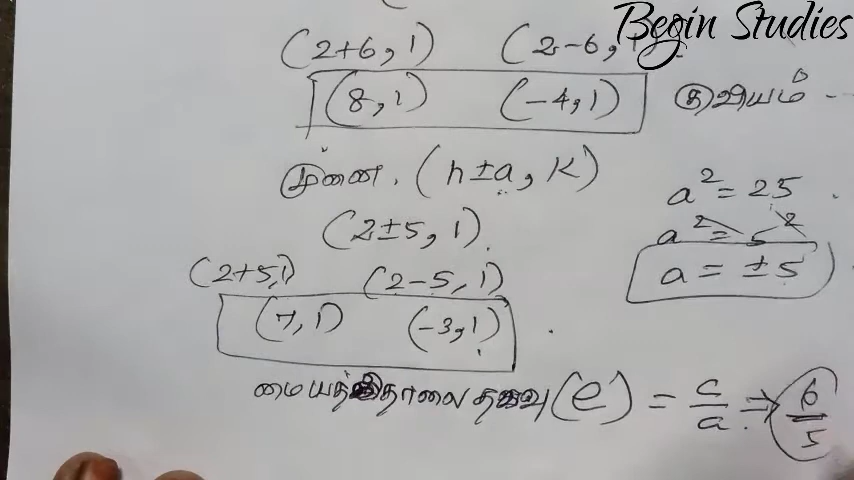 Begin Studies
(2+6, 1) (2-6, 1)
(8, 1) (-4, 1) குவியம் -
முனை. (h±a, K)
a² = 25
(2±5, 1).
a² = 5²
(2+5, 1) (2-5, 1)
a = ±5
(7, 1) (-3, 1)
மையத்தொலை தகவு (e) = c/a ⇒ 6/5